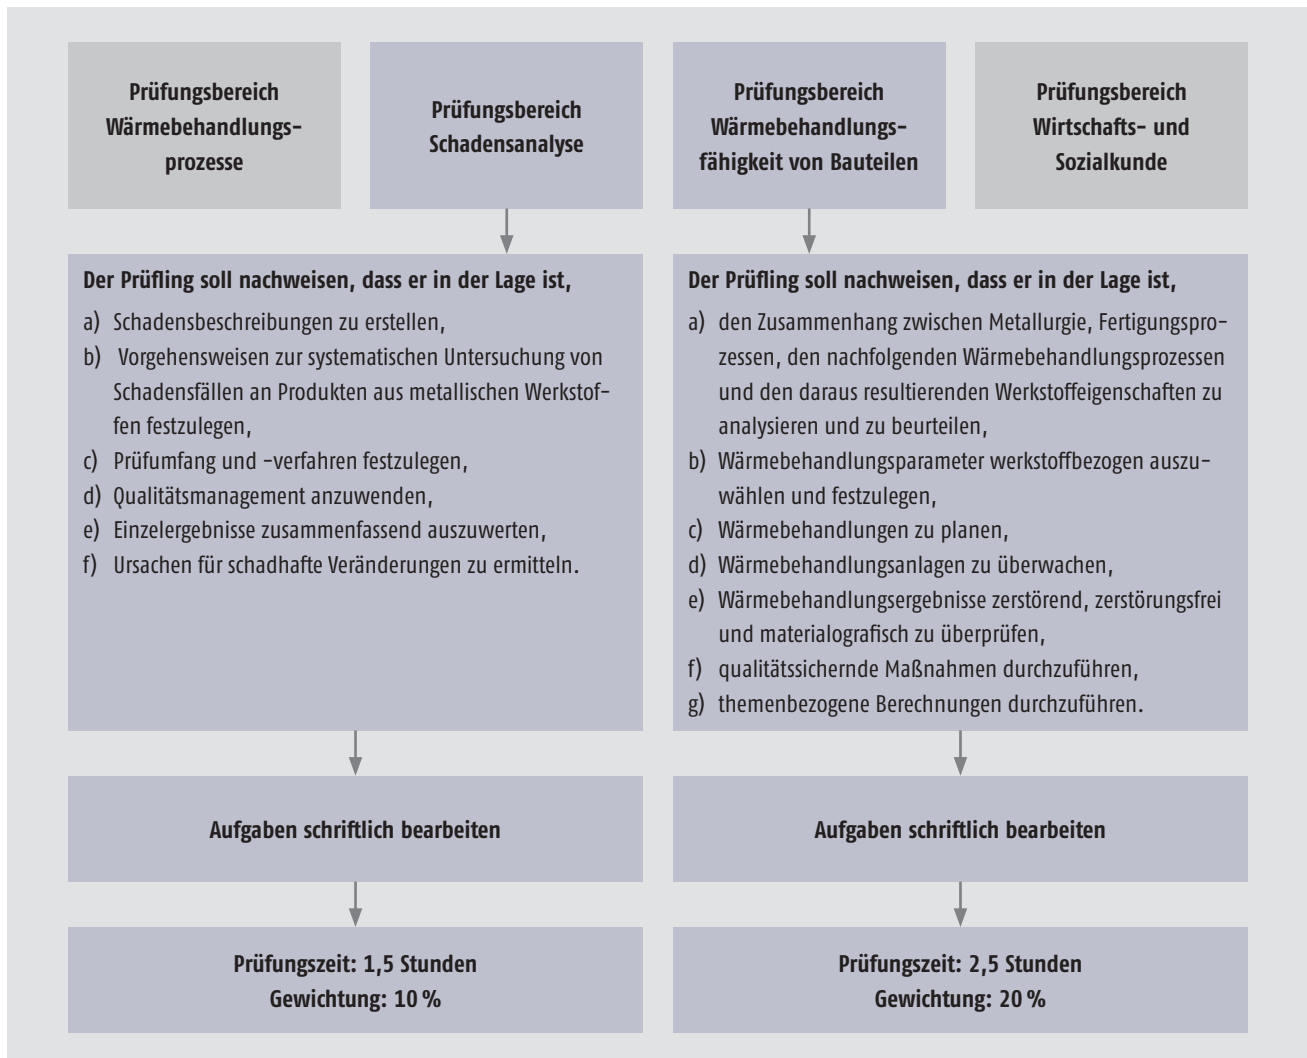 Prüfungsbereich
Wärmebehandlungs-
prozesse
Prüfungsbereich
Schadensanalyse
Prüfungsbereich
Wärmebehandlungs-
fähigkeit von Bauteilen
Prüfungsbereich
Wirtschafts- und
Sozialkunde
Der Prüfling soll nachweisen, dass er in der Lage ist,
a) Schadensbeschreibungen zu erstellen,
b) Vorgehensweisen zur systematischen Untersuchung von
Schadensfällen an Produkten aus metallischen Werkstof-
fen festzulegen,
c) Prüfumfang und -verfahren festzulegen,
d) Qualitätsmanagement anzuwenden,
e) Einzelergebnisse zusammenfassend auszuwerten,
f) Ursachen für schadhafte Veränderungen zu ermitteln.
Der Prüfling soll nachweisen, dass er in der Lage ist,
a) den Zusammenhang zwischen Metallurgie, Fertigungspro-
zessen, den nachfolgenden Wärmebehandlungsprozessen
und den daraus resultierenden Werkstoffeigenschaften zu
analysieren und zu beurteilen,
b) Wärmebehandlungsparameter werkstoffbezogen auszu-
wählen und festzulegen,
c) Wärmebehandlungen zu planen,
d) Wärmebehandlungsanlagen zu überwachen,
e) Wärmebehandlungsergebnisse zerstörend, zerstörungsfrei
und materialografisch zu überprüfen,
f) qualitätssichernde Maßnahmen durchzuführen,
g) themenbezogene Berechnungen durchzuführen.
Aufgaben schriftlich bearbeiten
Aufgaben schriftlich bearbeiten
Prüfungszeit: 1,5 Stunden
Gewichtung: 10 %
Prüfungszeit: 2,5 Stunden
Gewichtung: 20 %